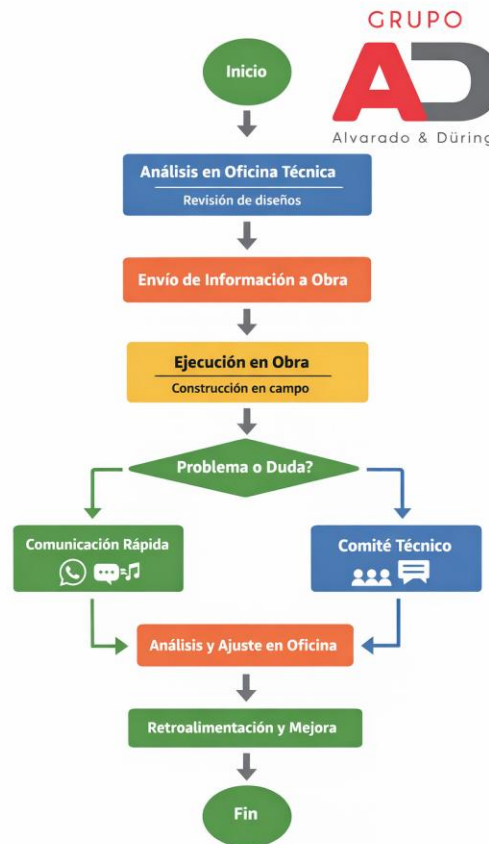 GRUPO
AD
Alvarado & Düring
Inicio
Análisis en Oficina Técnica
Revisión de diseños
Envío de Información a Obra
Ejecución en Obra
Construcción en campo
Problema o Duda?
Comunicación Rápida
Comité Técnico
Análisis y Ajuste en Oficina
Retroalimentación y Mejora
Fin